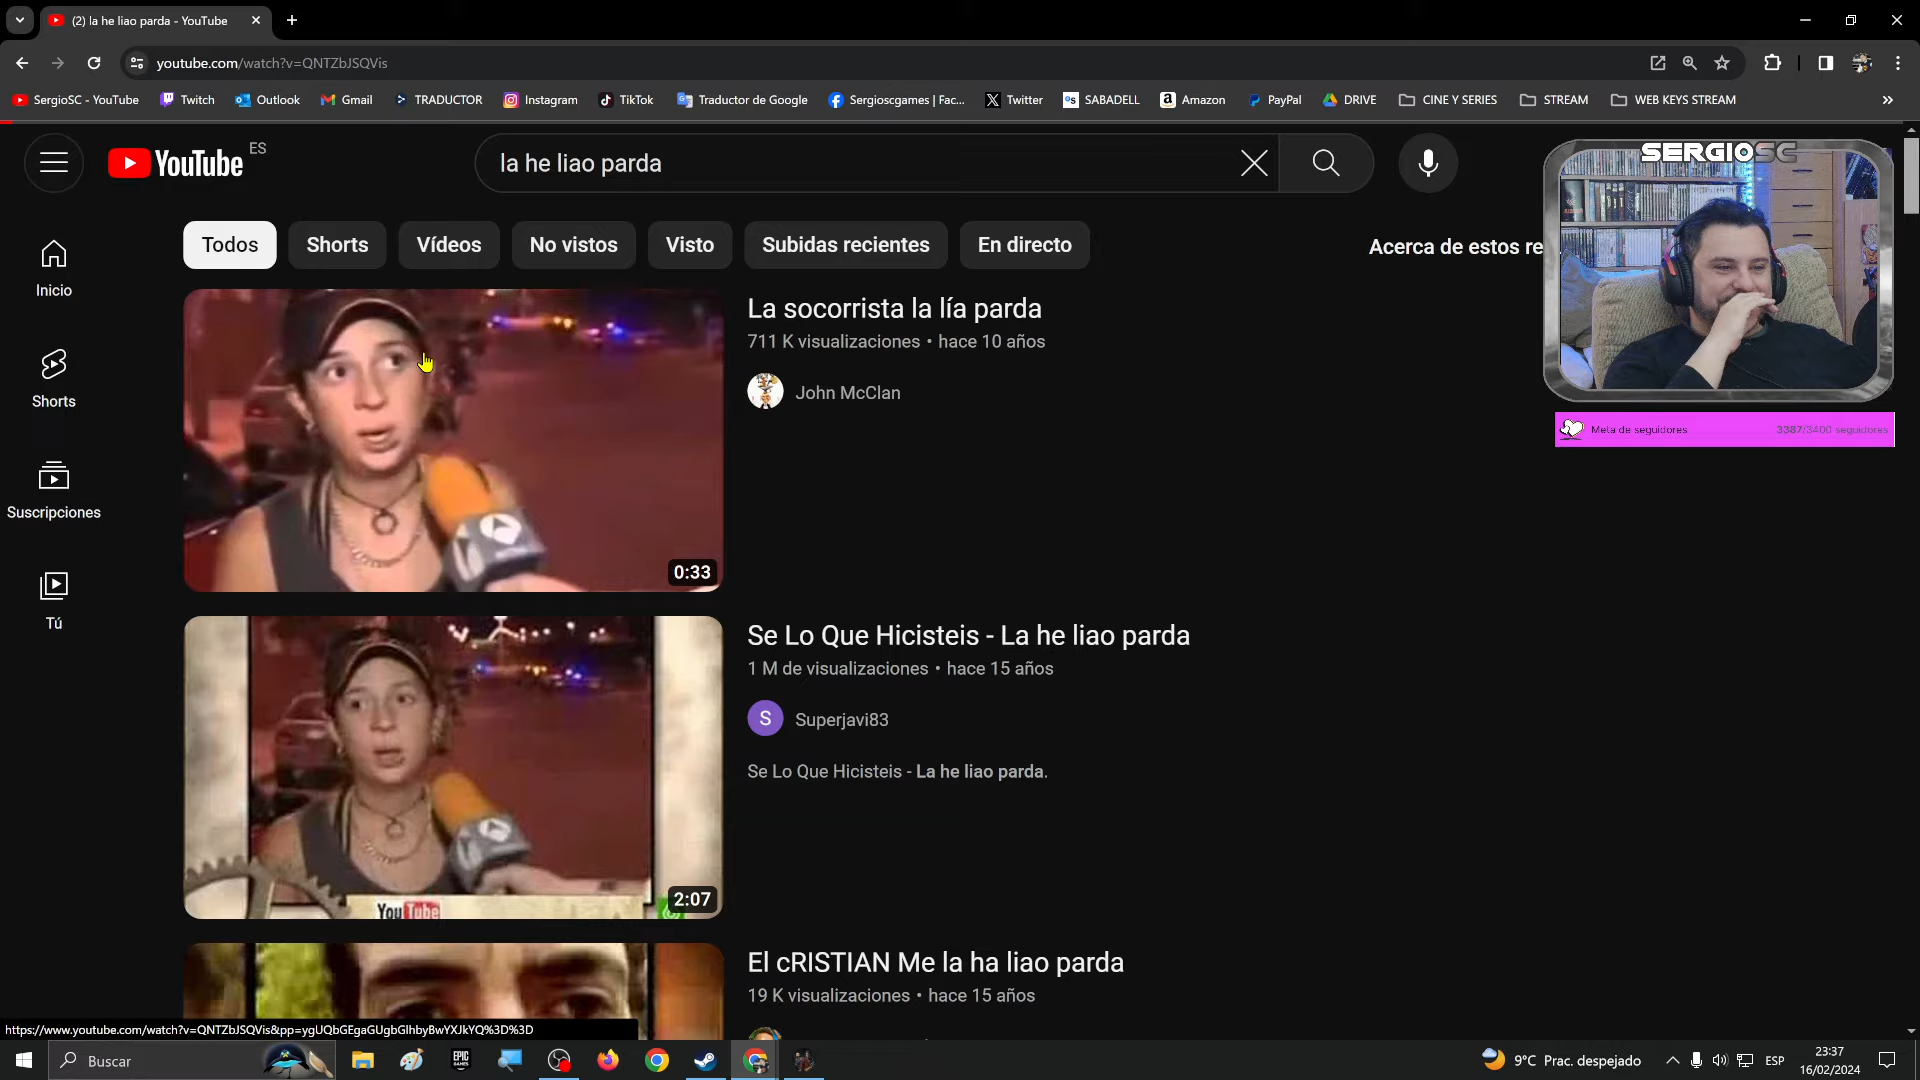 (2) la he liao parda - YouTube
youtube.com/watch?v=QNTZbJSQVis
SergioSC - YouTube
Twitch
Outlook
Gmail
TRADUCTOR
Instagram
TikTok
Traductor de Google
Sergioscgames | Fac...
Twitter
SABADELL
Amazon
PayPal
DRIVE
CINE Y SERIES
STREAM
WEB KEYS STREAM
YouTube ES
la he liao parda
SERGIOSC
Todos
Shorts
Vídeos
No vistos
Visto
Subidas recientes
En directo
Acerca de estos re
Inicio
Shorts
Suscripciones
Tú
0:33
La socorrista la lía parda
711 K visualizaciones • hace 10 años
John McClan
Meta de seguidores
3387/3400 seguidores
YouTube
2:07
Se Lo Que Hicisteis - La he liao parda
1 M de visualizaciones • hace 15 años
S
Superjavi83
Se Lo Que Hicisteis - La he liao parda.
El cRISTIAN Me la ha liao parda
19 K visualizaciones • hace 15 años
https://www.youtube.com/watch?v=QNTZbJSQVis&pp=ygUQbGEgaGUgbGlhbyBwYXJkYQ%3D%3D
Buscar
EPIC
GAMES
9°C Prac. despejado
ESP
23:37
16/02/2024